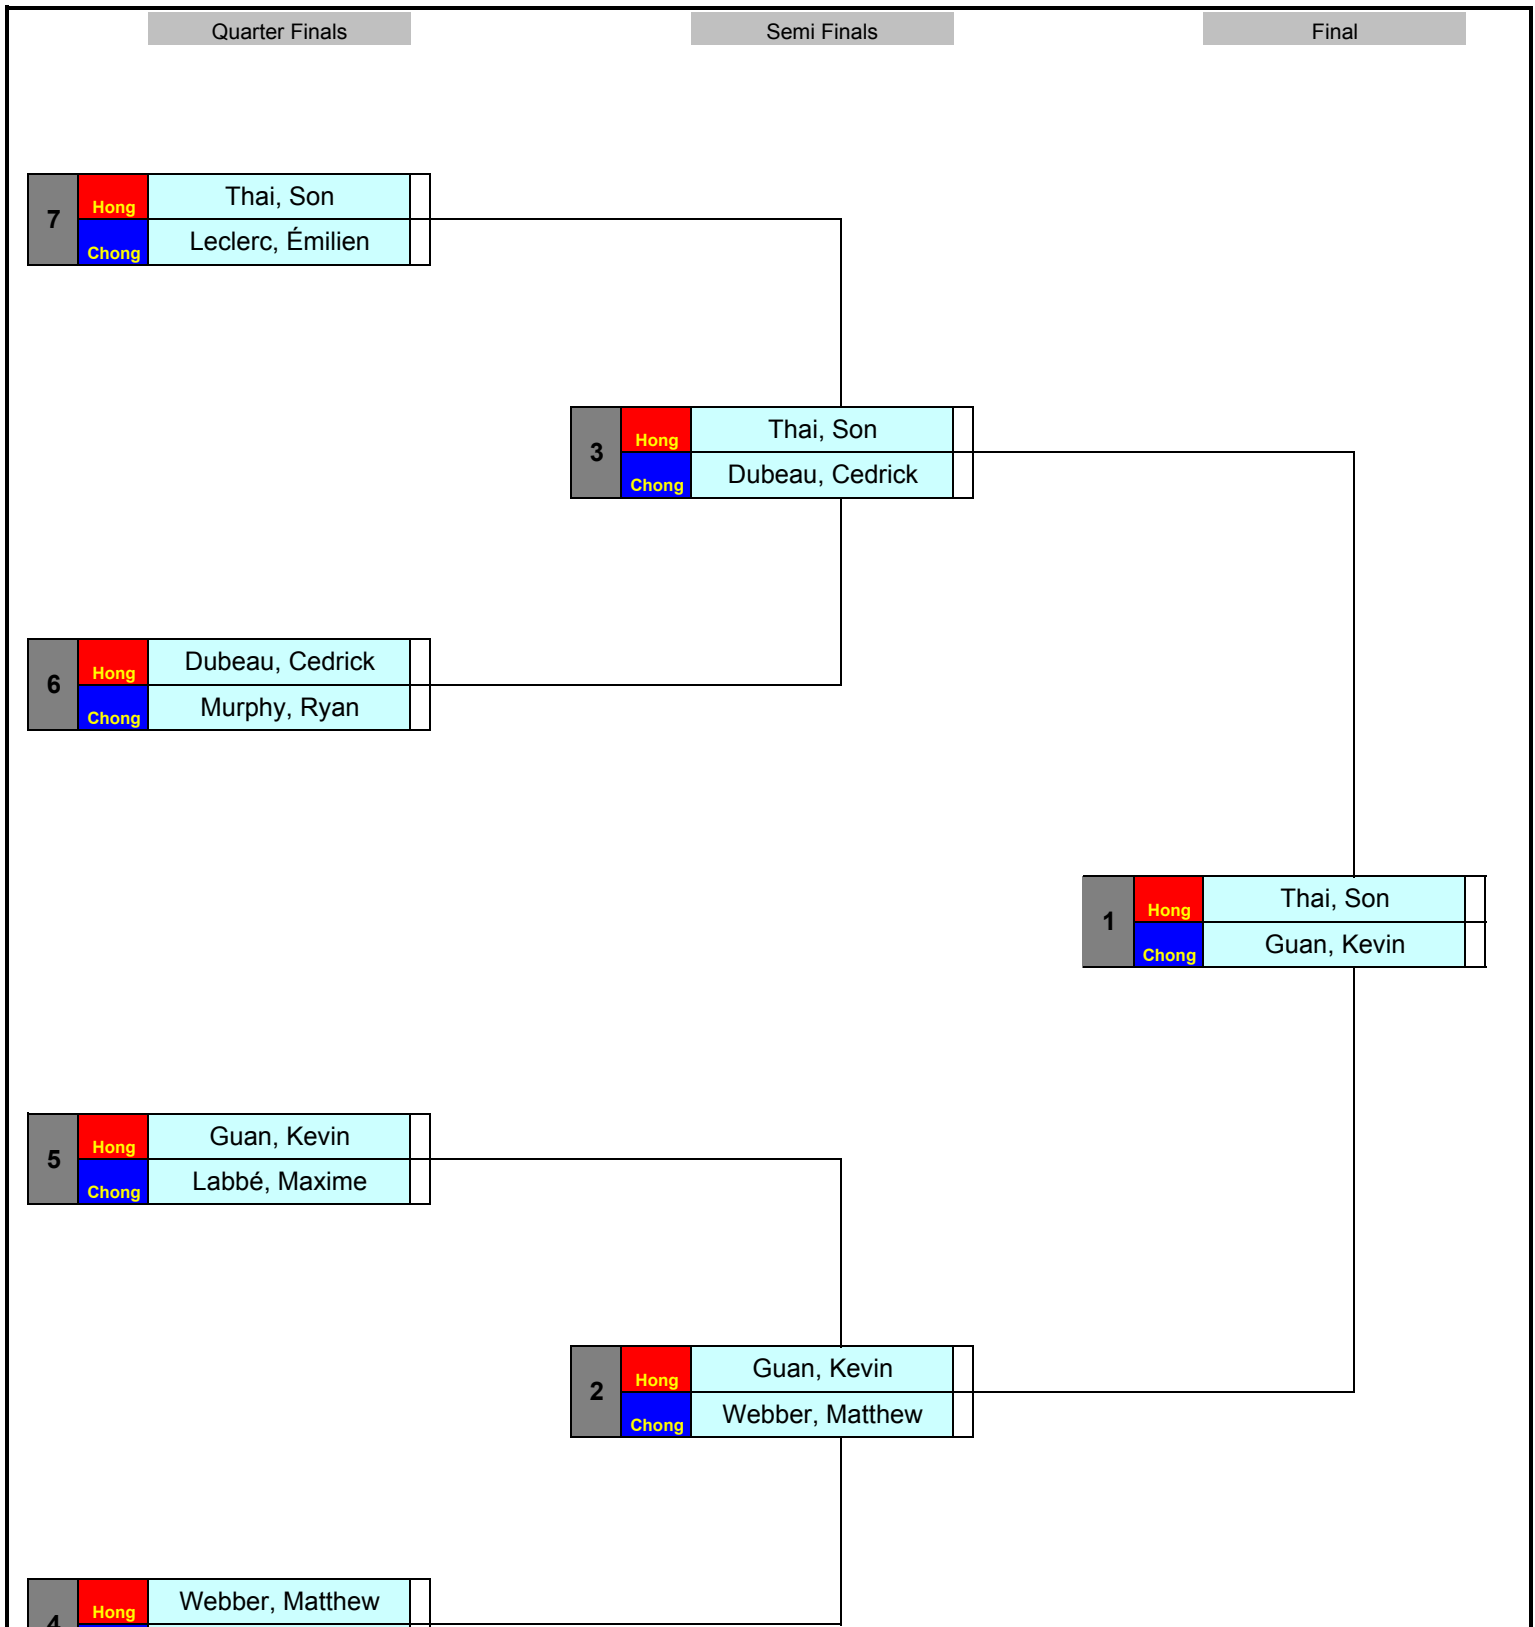 Quarter Finals
Semi Finals
Final
7
Hong
Thai, Son
Chong
Leclerc, Émilien
3
Hong
Thai, Son
Chong
Dubeau, Cedrick
6
Hong
Dubeau, Cedrick
Chong
Murphy, Ryan
1
Hong
Thai, Son
Chong
Guan, Kevin
5
Hong
Guan, Kevin
Chong
Labbé, Maxime
2
Hong
Guan, Kevin
Chong
Webber, Matthew
4
Hong
Webber, Matthew